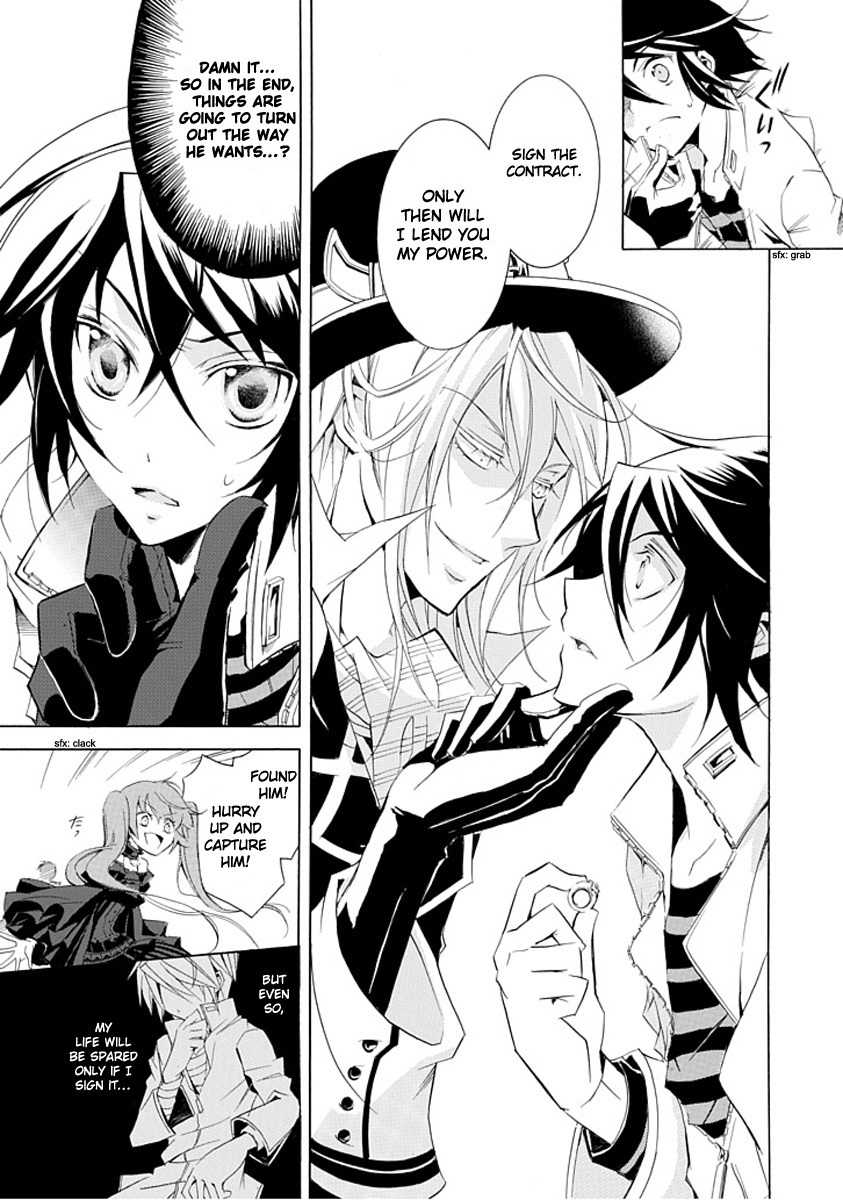 sfx: grab
SIGN THE
CONTRACT.
ONLY
THEN WILL
I LEND YOU
MY POWER.
DAMN IT...
SO IN THE END,
THINGS ARE
GOING TO TURN
OUT THE WAY
HE WANTS...?
sfx: clack
FOUND
HIM!
HURRY
UP AND
CAPTURE
HIM!
BUT
EVEN
SO,
MY
LIFE WILL
BE SPARED
ONLY IF I
SIGN IT...